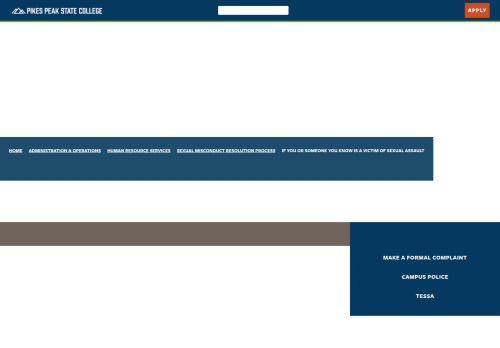 PIKES PEAK STATE COLLEGE
APPLY
HOME ADMINISTRATION & OPERATIONS HUMAN RESOURCE SERVICES SEXUAL MISCONDUCT RESOLUTION PROCESS IF YOU OR SOMEONE YOU KNOW IS A VICTIM OF SEXUAL ASSAULT
MAKE A FORMAL COMPLAINT
CAMPUS POLICE
TESSA